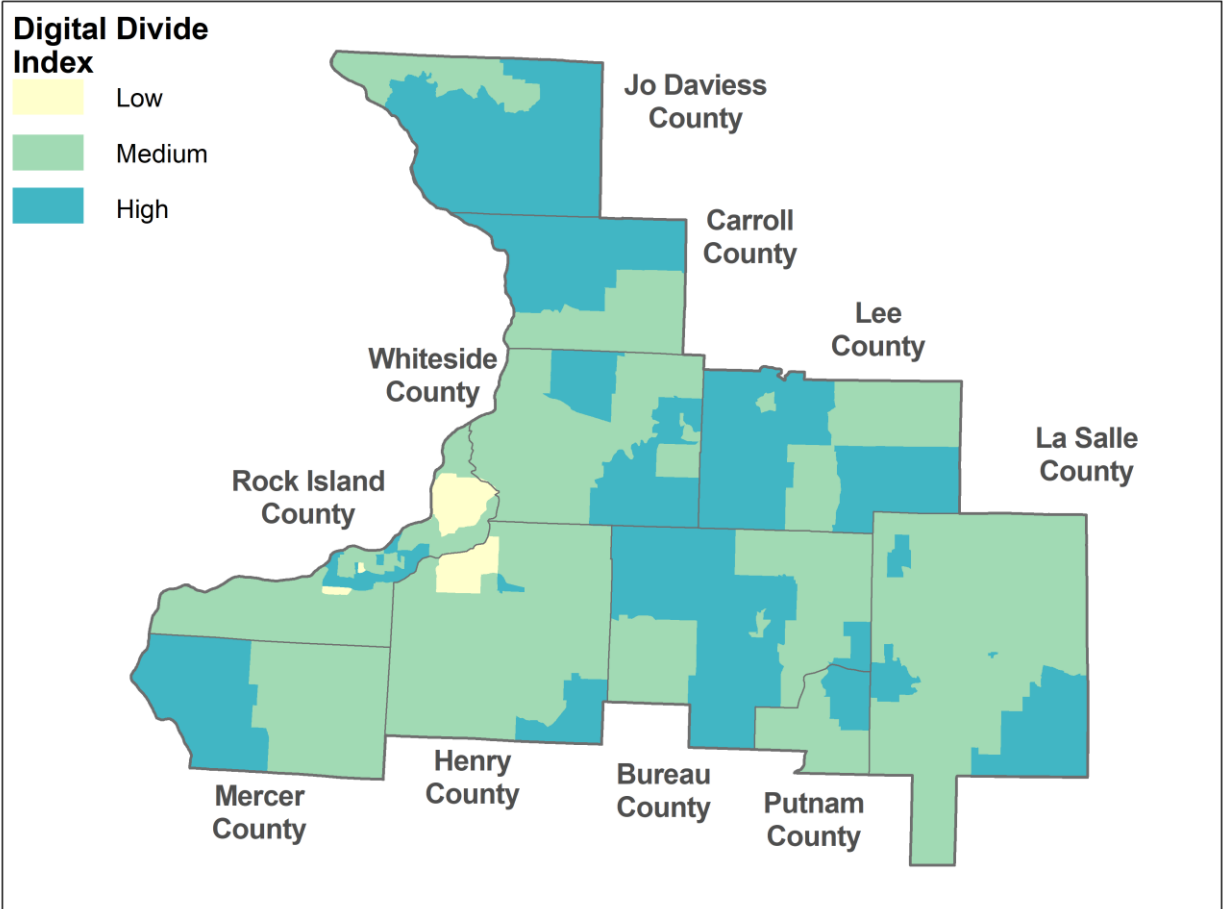 Digital Divide
Index
Low
Medium
High
Jo Daviess
County
Carroll
County
Lee
County
Whiteside
County
La Salle
County
Rock Island
County
Henry
County
Bureau
County
Mercer
County
Putnam
County